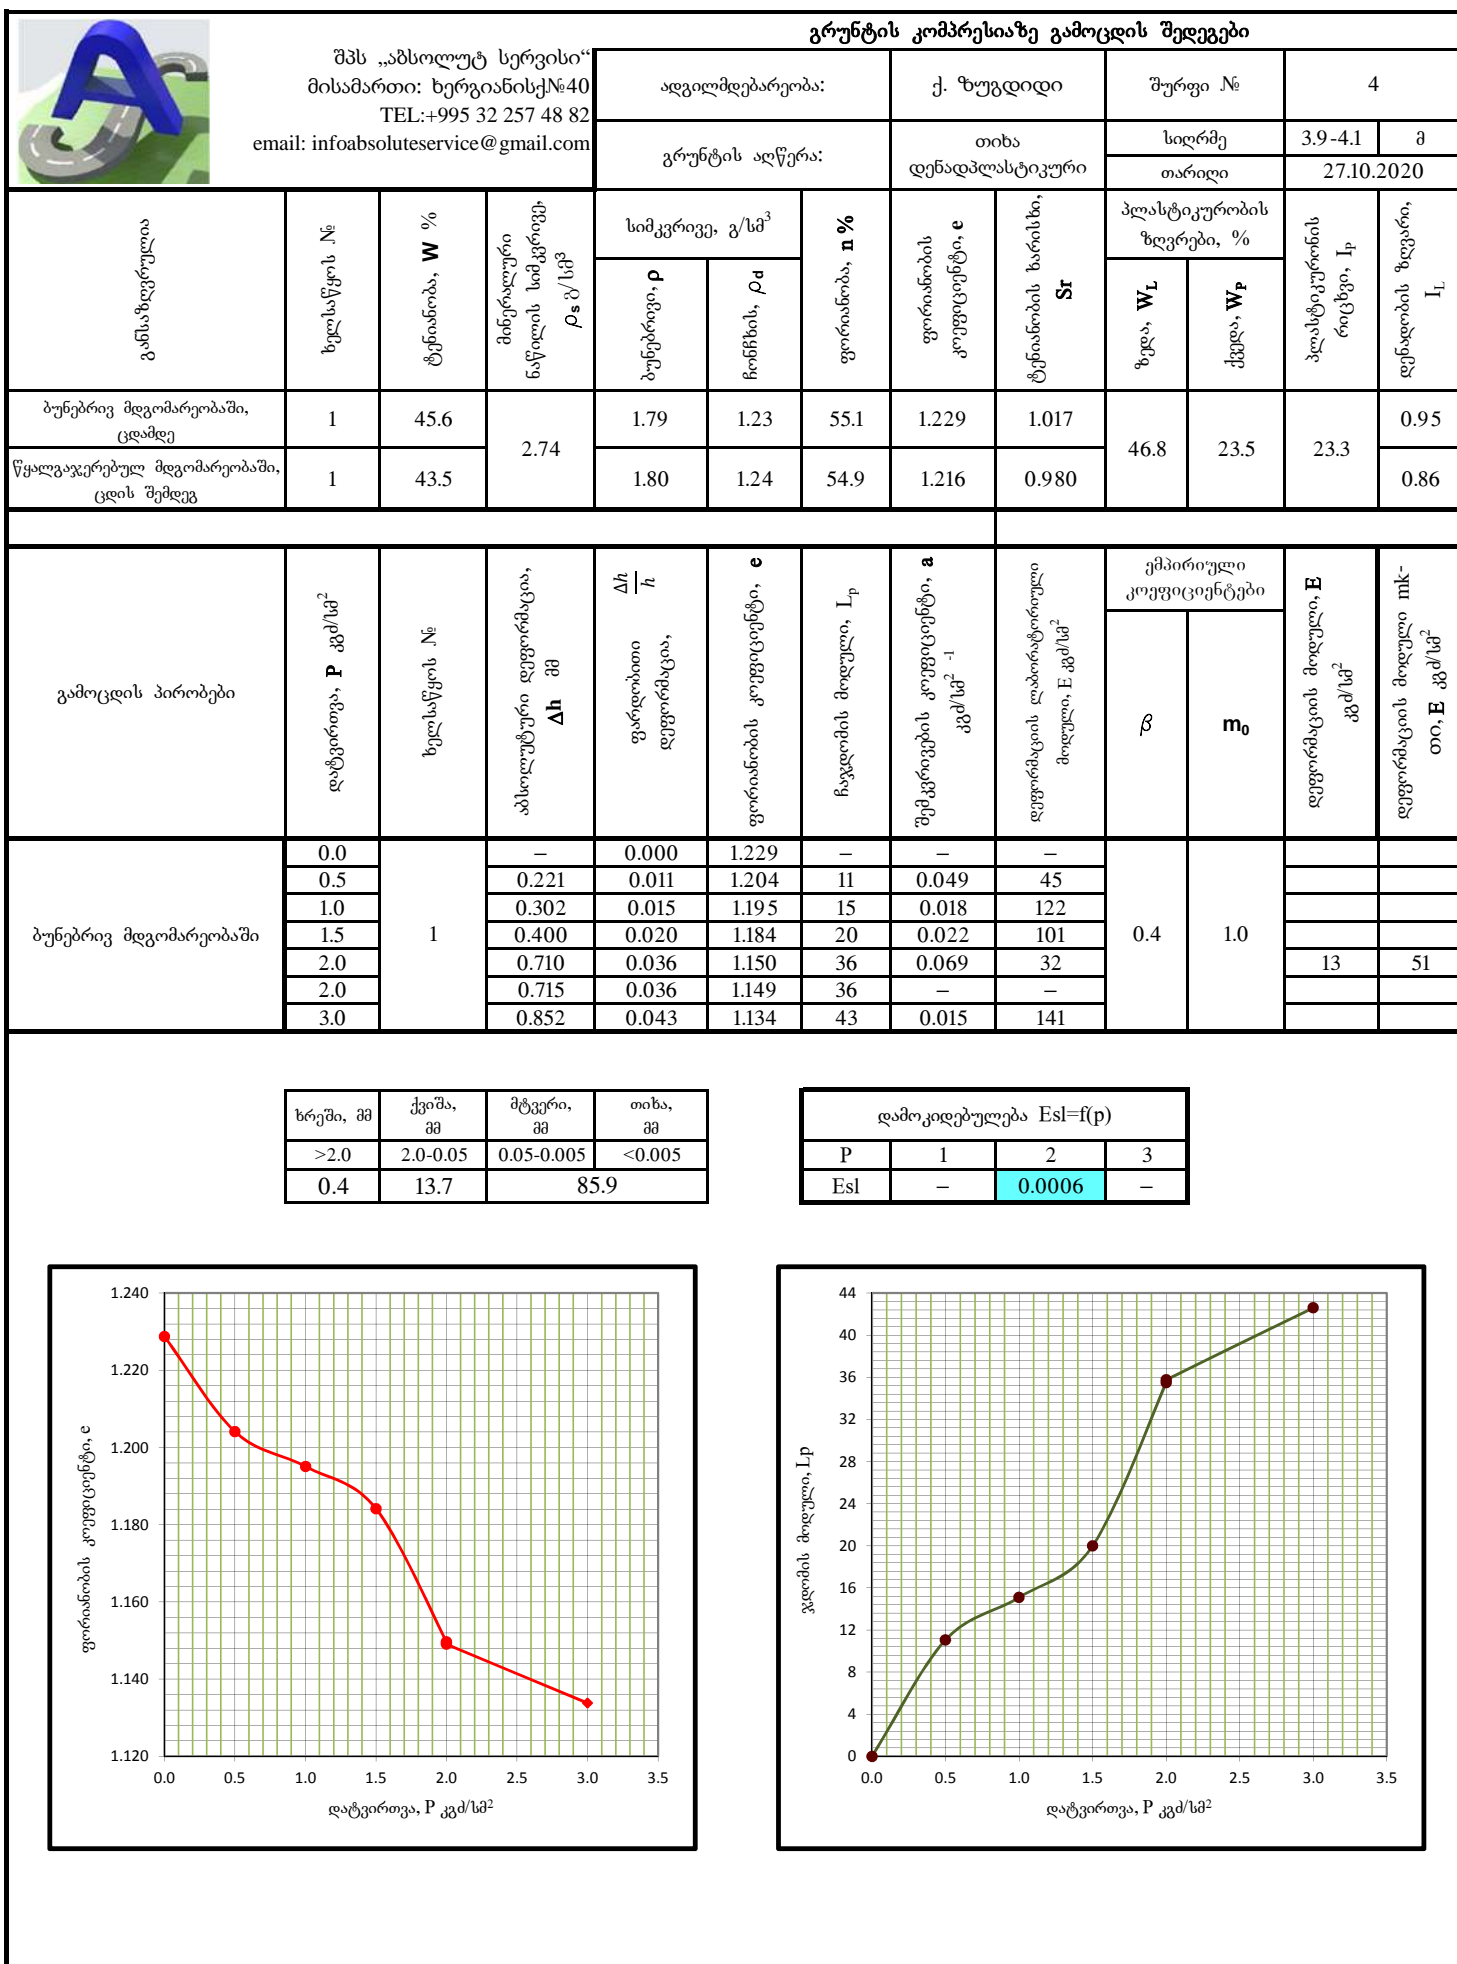 გრუნტის კომპრესიაზე გამოცდის შედეგები
შპს „აბსოლუტ სერვისი“
მისამართი: ხერგიანისქ№40
TEL:+995 32 257 48 82
email: infoabsoluteservice@gmail.com
ადგილმდებარეობა:
ქ. ზუგდიდი
შურფი №
4
გრუნტის აღწერა:
თიხა
დენადპლასტიკური
სიღრმე
3.9-4.1
მ
თარიღი
27.10.2020
განსაზღვრულია
ხელსაწყოს №
ტენიანობა, W %
მინერალური
ნაწილის სიმკვრივე,
ρs გ/სმ3
სიმკვრივე, გ/სმ3
ბუნებრივი, ρ
ჩონჩხის, ρd
ფორიანობა, n %
ფორიანობის
კოეფიციენტი, e
ტენიანობის ხარისხი,
Sr
პლასტიკურობის
ზღვრები, %
ზედა, WL
ქვედა, WP
პლასტიკურონის
რიცხვი, Ip
დენადობის ზღვარი,
IL
ბუნებრივ მდგომარეობაში,
ცდამდე
1 45.6 2.74 1.79 1.23 55.1 1.229 1.017 46.8 23.5 23.3 0.95
წყალგაჯერებულ მდგომარეობაში,
ცდის შემდეგ
1 43.5 1.80 1.24 54.9 1.216 0.980 0.86
გამოცდის პირობები
დატვირთვა, P კგძ/სმ2
ხელსაწყოს №
აბსოლუტური დეფორმაცია,
Δh მმ
ფარდობითი
დეფორმაცია,
Δh/h
ფორიანობის კოეფიციენტი, e
ჩაჯდომის მოდული, Lp
შემკვრივების კოეფიციენტი, a
კგძ/სმ2 -1
დეფორმაციის ლაბორატორიული
მოდული, E კგძ/სმ2
ემპირიული
კოეფიციენტები
β
m0
დეფორმაციის მოდული, E
კგძ/სმ2
დეფორმაციის მოდული mk-
თი, E კგძ/სმ2
ბუნებრივ მდგომარეობაში
0.0 – 0.000 1.229 – – –
0.5 0.221 0.011 1.204 11 0.049 45
1.0 0.302 0.015 1.195 15 0.018 122
1.5 1 0.400 0.020 1.184 20 0.022 101 0.4 1.0
2.0 0.710 0.036 1.150 36 0.069 32 13 51
2.0 0.715 0.036 1.149 36 – –
3.0 0.852 0.043 1.134 43 0.015 141
ხრეში, მმ
ქვიშა,
მმ
მტვერი,
მმ
თიხა,
მმ
>2.0 2.0-0.05 0.05-0.005 <0.005
0.4 13.7 85.9
დამოკიდებულება Esl=f(p)
P 1 2 3
Esl – 0.0006 –
ფორიანობის კოეფიციენტი, e
1.240
1.220
1.200
1.180
1.160
1.140
1.120
0.0 0.5 1.0 1.5 2.0 2.5 3.0 3.5
დატვირთვა, P კგძ/სმ2
ჯდომის მოდული, Lp
44
40
36
32
28
24
20
16
12
8
4
0
0.0 0.5 1.0 1.5 2.0 2.5 3.0 3.5
დატვირთვა, P კგძ/სმ2